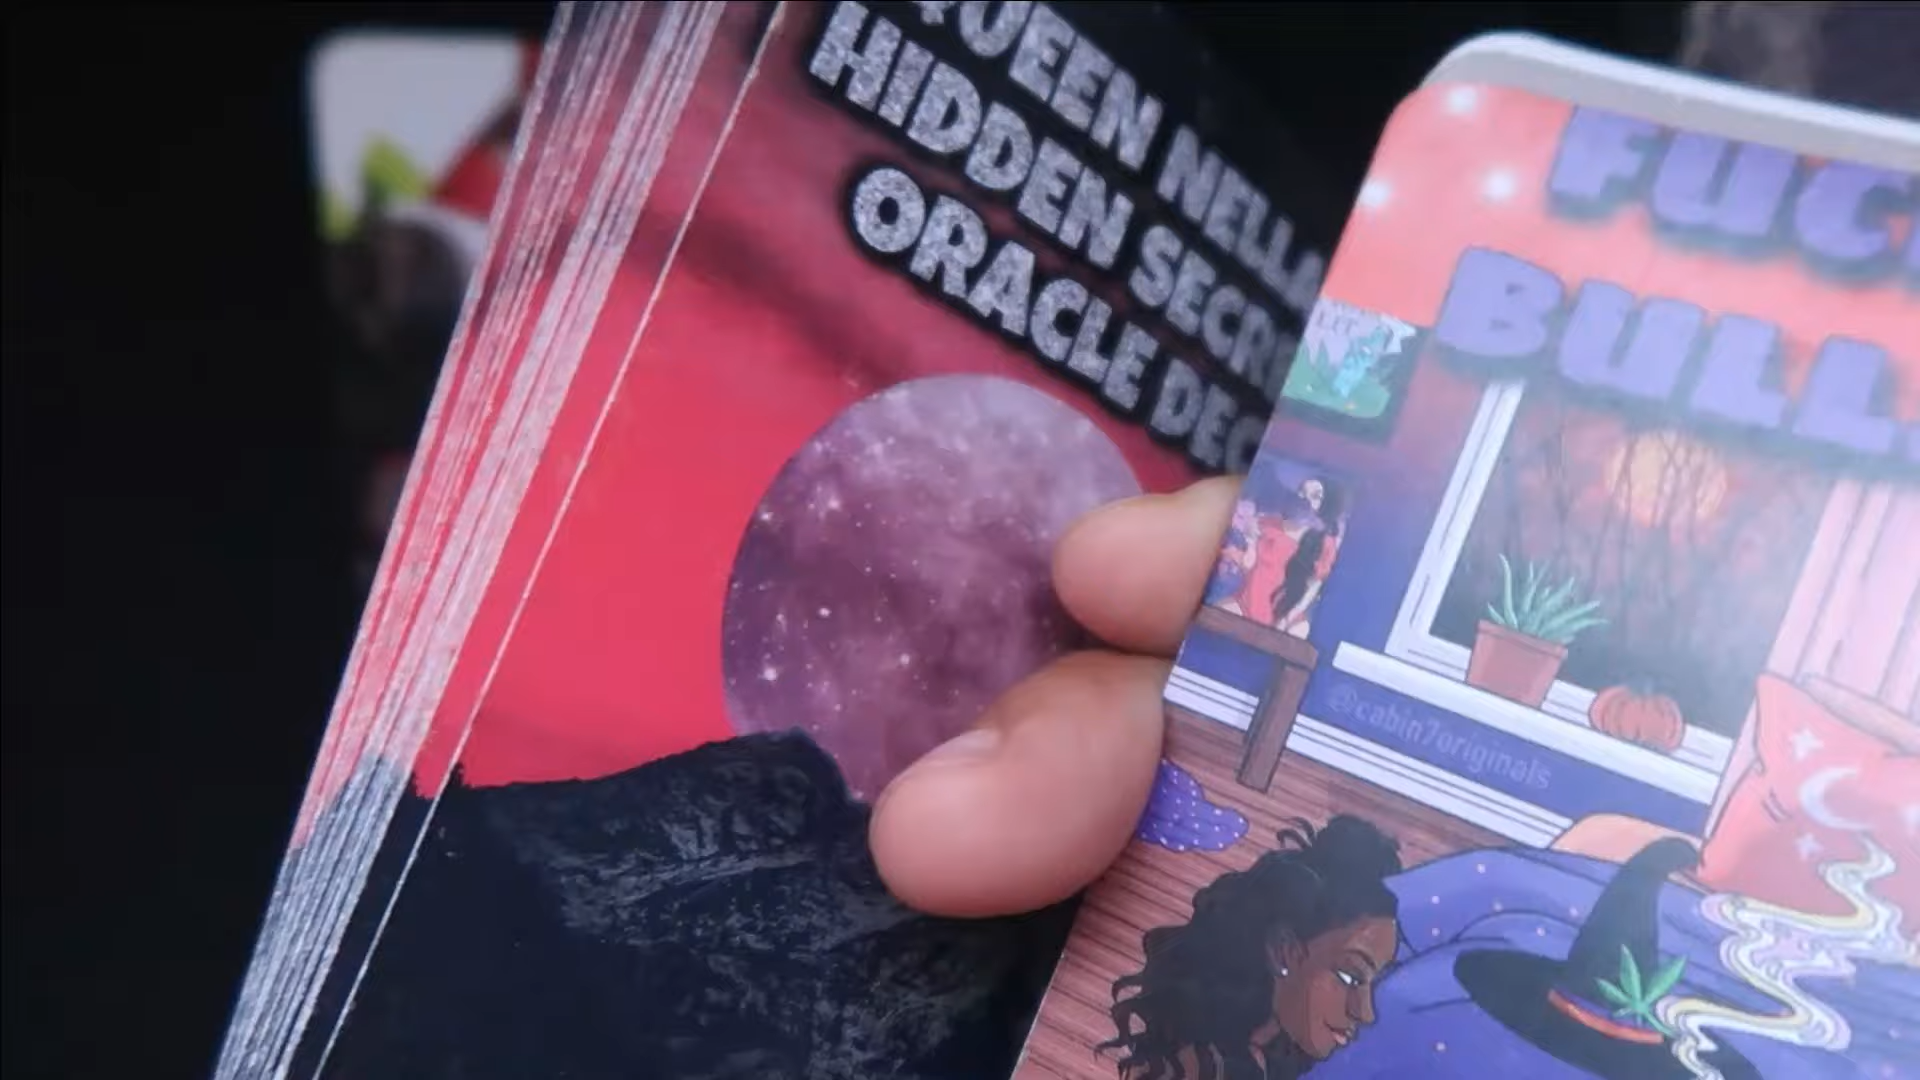 QUEEN NELLA
HIDDEN SECRE
ORACLE DEC
FUC
BULL
@cabin7originals